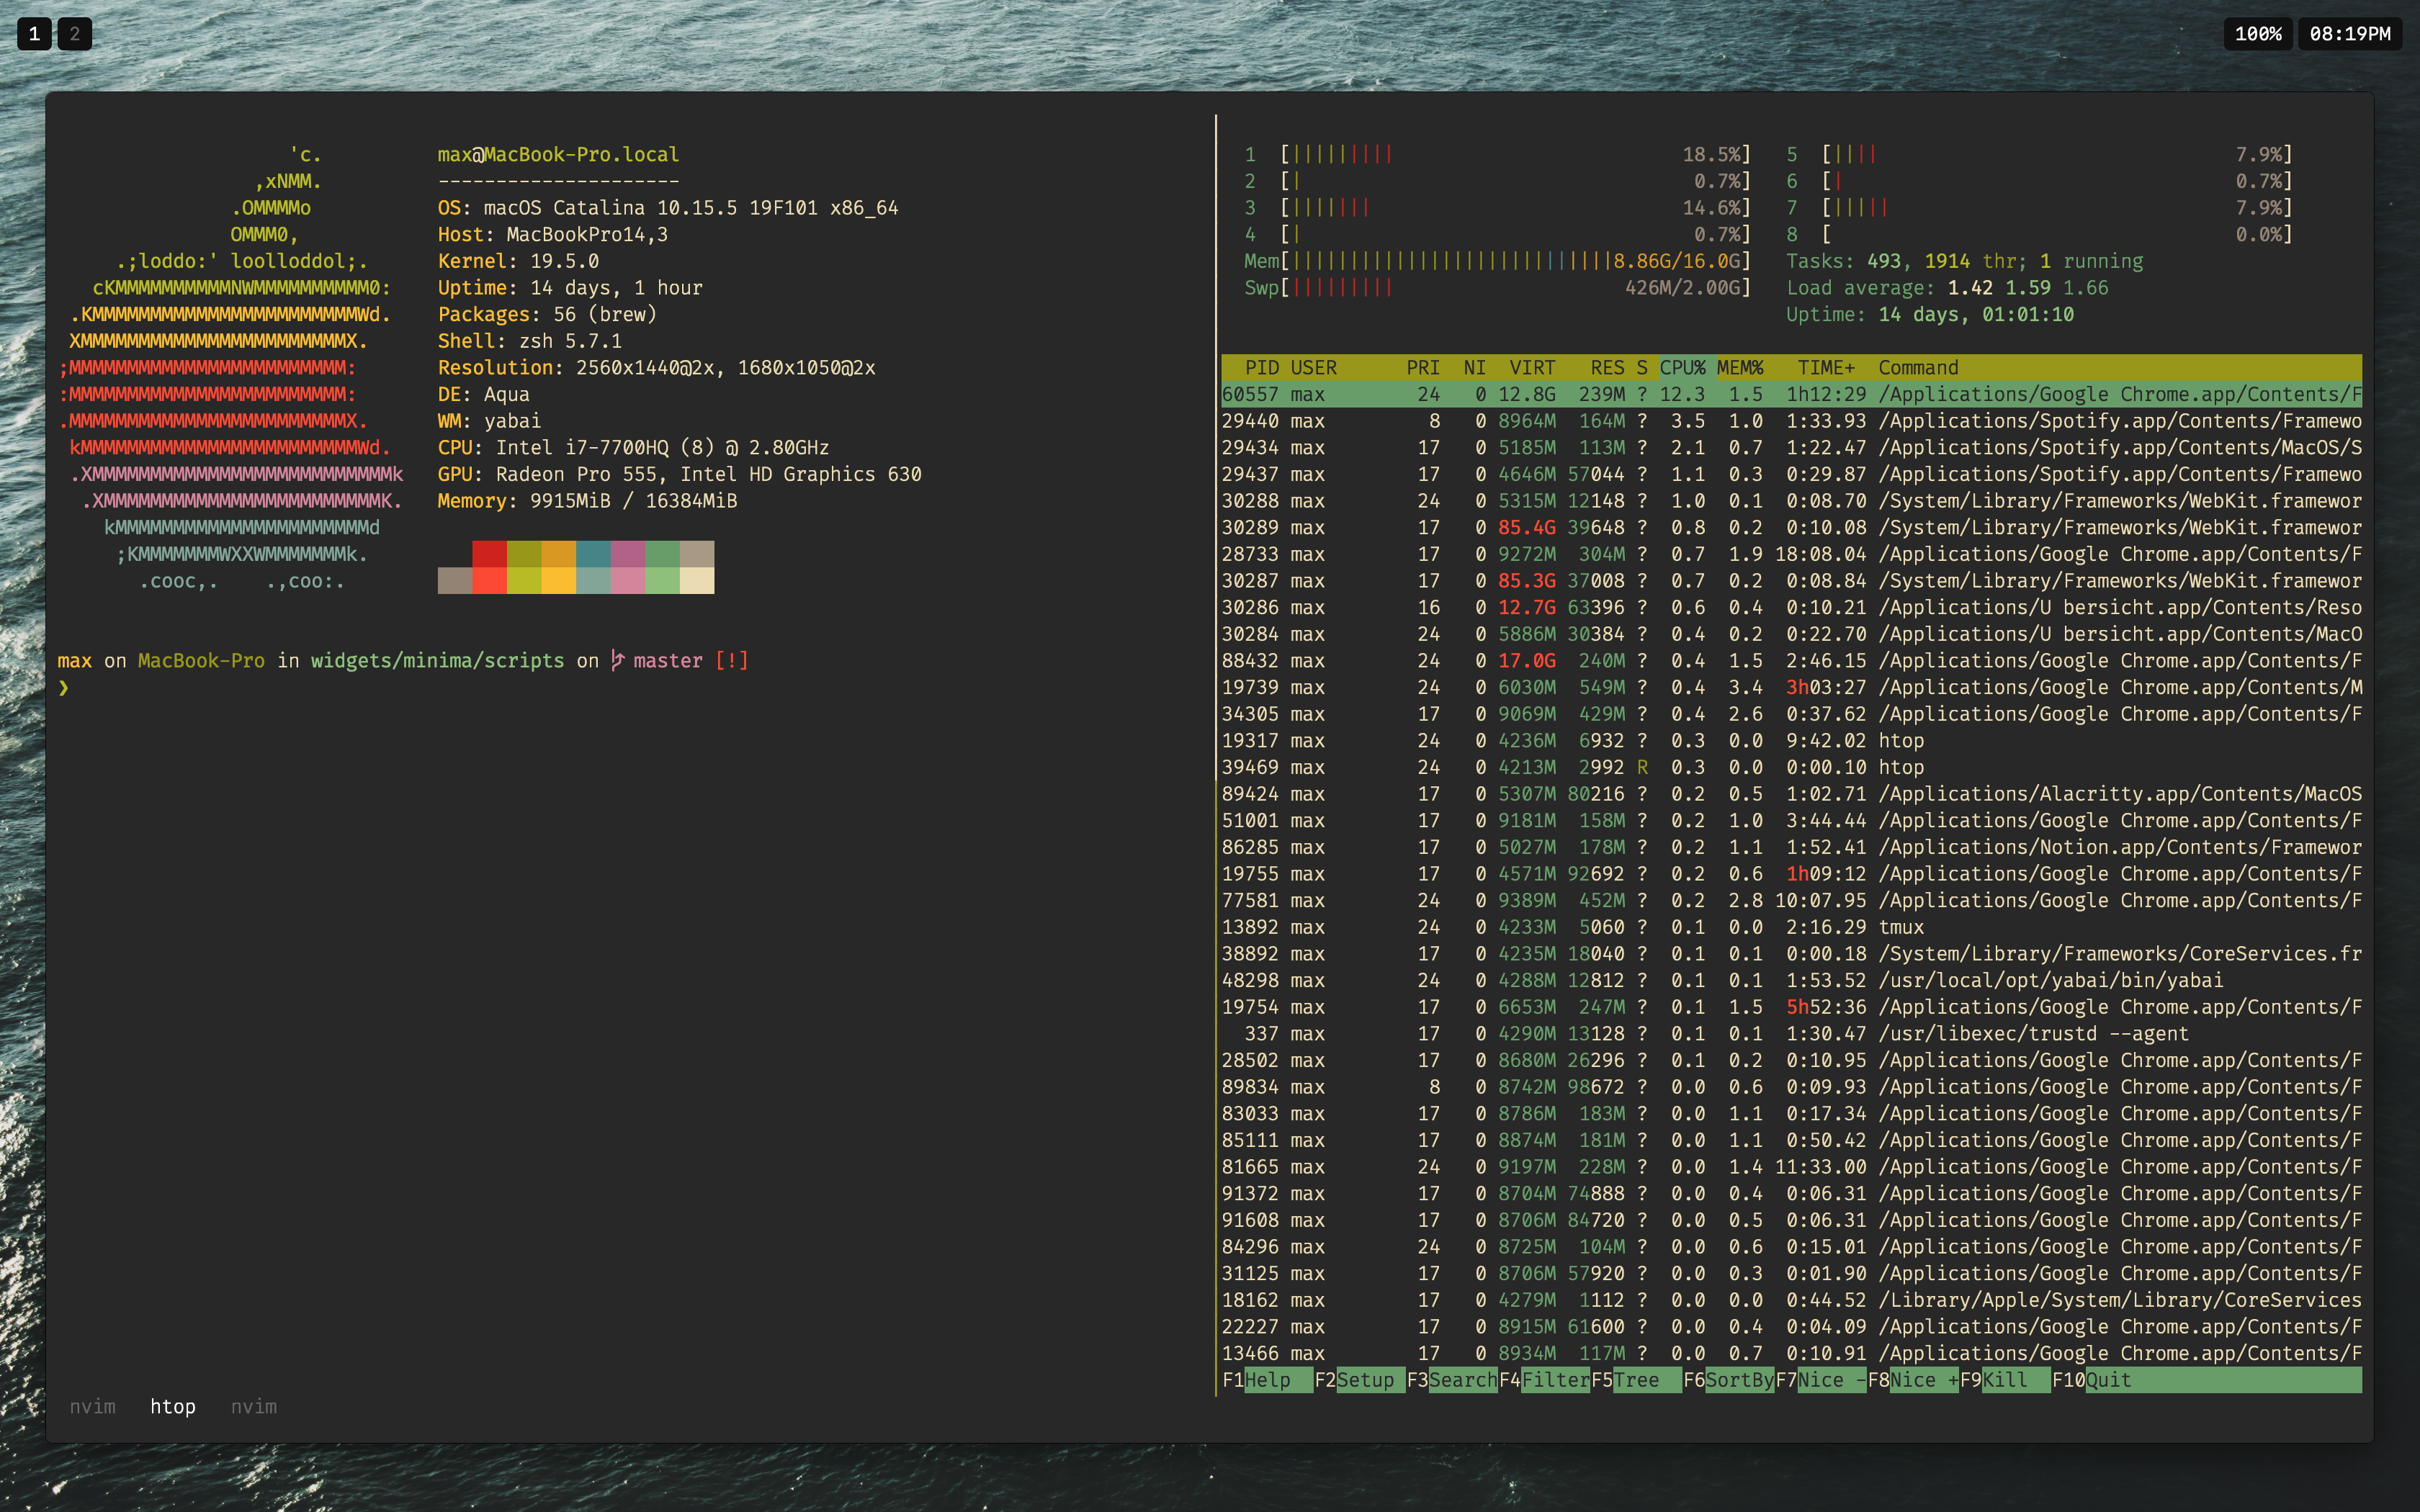 1 2
100% 08:19PM
'c.
,xNMM.
.OMMMMo
OMMM0,
.;loddo:' loolloddol;.
cKMMMMMMMMMMNWMMMMMMMMMM0:
.KMMMMMMMMMMMMMMMMMMMMMMMWd.
XMMMMMMMMMMMMMMMMMMMMMMMX.
;MMMMMMMMMMMMMMMMMMMMMMMM:
:MMMMMMMMMMMMMMMMMMMMMMMM:
.MMMMMMMMMMMMMMMMMMMMMMMMX.
kMMMMMMMMMMMMMMMMMMMMMMMMWd.
.XMMMMMMMMMMMMMMMMMMMMMMMMMMk
.XMMMMMMMMMMMMMMMMMMMMMMMMK.
kMMMMMMMMMMMMMMMMMMMMMMd
;KMMMMMMMWXXWMMMMMMMk.
.cooc,. .,coo:.
max@MacBook-Pro.local
---------------------
OS: macOS Catalina 10.15.5 19F101 x86_64
Host: MacBookPro14,3
Kernel: 19.5.0
Uptime: 14 days, 1 hour
Packages: 56 (brew)
Shell: zsh 5.7.1
Resolution: 2560x1440@2x, 1680x1050@2x
DE: Aqua
WM: yabai
CPU: Intel i7-7700HQ (8) @ 2.80GHz
GPU: Radeon Pro 555, Intel HD Graphics 630
Memory: 9915MiB / 16384MiB
max on MacBook-Pro in widgets/minima/scripts on master [!]
❯
1 [||||||||| 18.5%] 5 [|||| 7.9%]
2 [| 0.7%] 6 [| 0.7%]
3 [||||||| 14.6%] 7 [||||| 7.9%]
4 [| 0.7%] 8 [ 0.0%]
Mem[||||||||||||||||||||||||||||8.86G/16.0G] Tasks: 493, 1914 thr; 1 running
Swp[||||||||| 426M/2.00G] Load average: 1.42 1.59 1.66
Uptime: 14 days, 01:01:10
PID USER PRI NI VIRT RES S CPU% MEM% TIME+ Command
60557 max 24 0 12.8G 239M ? 12.3 1.5 1h12:29 /Applications/Google Chrome.app/Contents/F
29440 max 8 0 8964M 164M ? 3.5 1.0 1:33.93 /Applications/Spotify.app/Contents/Framewo
29434 max 17 0 5185M 113M ? 2.1 0.7 1:22.47 /Applications/Spotify.app/Contents/MacOS/S
29437 max 17 0 4646M 57044 ? 1.1 0.3 0:29.87 /Applications/Spotify.app/Contents/Framewo
30288 max 24 0 5315M 12148 ? 1.0 0.1 0:08.70 /System/Library/Frameworks/WebKit.framewor
30289 max 17 0 85.4G 39648 ? 0.8 0.2 0:10.08 /System/Library/Frameworks/WebKit.framewor
28733 max 17 0 9272M 304M ? 0.7 1.9 18:08.04 /Applications/Google Chrome.app/Contents/F
30287 max 17 0 85.3G 37008 ? 0.7 0.2 0:08.84 /System/Library/Frameworks/WebKit.framewor
30286 max 16 0 12.7G 63396 ? 0.6 0.4 0:10.21 /Applications/U bersicht.app/Contents/Reso
30284 max 24 0 5886M 30384 ? 0.4 0.2 0:22.70 /Applications/U bersicht.app/Contents/MacO
88432 max 24 0 17.0G 240M ? 0.4 1.5 2:46.15 /Applications/Google Chrome.app/Contents/F
19739 max 24 0 6030M 549M ? 0.4 3.4 3h03:27 /Applications/Google Chrome.app/Contents/M
34305 max 17 0 9069M 429M ? 0.4 2.6 0:37.62 /Applications/Google Chrome.app/Contents/F
19317 max 24 0 4236M 6932 ? 0.3 0.0 9:42.02 htop
39469 max 24 0 4213M 2992 R 0.3 0.0 0:00.10 htop
89424 max 17 0 5307M 80216 ? 0.2 0.5 1:02.71 /Applications/Alacritty.app/Contents/MacOS
51001 max 17 0 9181M 158M ? 0.2 1.0 3:44.44 /Applications/Google Chrome.app/Contents/F
86285 max 17 0 5027M 178M ? 0.2 1.1 1:52.41 /Applications/Notion.app/Contents/Framewor
19755 max 17 0 4571M 92692 ? 0.2 0.6 1h09:12 /Applications/Google Chrome.app/Contents/F
77581 max 24 0 9389M 452M ? 0.2 2.8 10:07.95 /Applications/Google Chrome.app/Contents/F
13892 max 24 0 4233M 5060 ? 0.1 0.0 2:16.29 tmux
38892 max 17 0 4235M 18040 ? 0.1 0.1 0:00.18 /System/Library/Frameworks/CoreServices.fr
48298 max 24 0 4288M 12812 ? 0.1 0.1 1:53.52 /usr/local/opt/yabai/bin/yabai
19754 max 17 0 6653M 247M ? 0.1 1.5 5h52:36 /Applications/Google Chrome.app/Contents/F
337 max 17 0 4290M 13128 ? 0.1 0.1 1:30.47 /usr/libexec/trustd --agent
28502 max 17 0 8680M 26296 ? 0.1 0.2 0:10.95 /Applications/Google Chrome.app/Contents/F
89834 max 8 0 8742M 98672 ? 0.0 0.6 0:09.93 /Applications/Google Chrome.app/Contents/F
83033 max 17 0 8786M 183M ? 0.0 1.1 0:17.34 /Applications/Google Chrome.app/Contents/F
85111 max 17 0 8874M 181M ? 0.0 1.1 0:50.42 /Applications/Google Chrome.app/Contents/F
81665 max 24 0 9197M 228M ? 0.0 1.4 11:33.00 /Applications/Google Chrome.app/Contents/F
91372 max 17 0 8704M 74888 ? 0.0 0.4 0:06.31 /Applications/Google Chrome.app/Contents/F
91608 max 17 0 8706M 84720 ? 0.0 0.5 0:06.31 /Applications/Google Chrome.app/Contents/F
84296 max 24 0 8725M 104M ? 0.0 0.6 0:15.01 /Applications/Google Chrome.app/Contents/F
31125 max 17 0 8706M 57920 ? 0.0 0.3 0:01.90 /Applications/Google Chrome.app/Contents/F
18162 max 17 0 4279M 1112 ? 0.0 0.0 0:44.52 /Library/Apple/System/Library/CoreServices
22227 max 17 0 8915M 61600 ? 0.0 0.4 0:04.09 /Applications/Google Chrome.app/Contents/F
13466 max 17 0 8934M 117M ? 0.0 0.7 0:10.91 /Applications/Google Chrome.app/Contents/F
F1Help F2Setup F3SearchF4FilterF5Tree F6SortByF7Nice -F8Nice +F9Kill F10Quit
nvim htop nvim